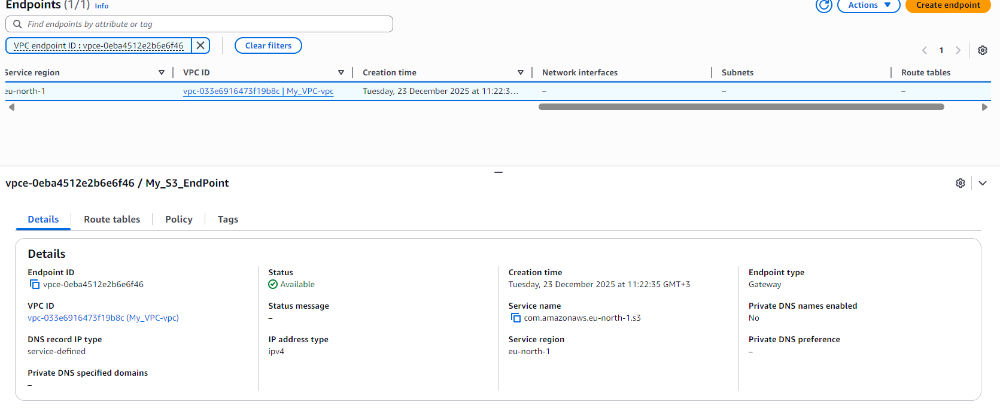 Endpoints (1/1) Info
Actions
Create endpoint
Find endpoints by attribute or tag
VPC endpoint ID : vpce-0eba4512e2b6e6f46
Clear filters
1
Service region VPC ID Creation time Network interfaces Subnets Route tables
eu-north-1 vpc-033e6916473f19b8c | My_VPC-vpc Tuesday, 23 December 2025 at 11:22:3... – – –
vpce-0eba4512e2b6e6f46 / My_S3_EndPoint
Details Route tables Policy Tags
Details
Endpoint ID
vpce-0eba4512e2b6e6f46
VPC ID
vpc-033e6916473f19b8c (My_VPC-vpc)
DNS record IP type
service-defined
Private DNS specified domains
–
Status
Available
Status message
–
IP address type
ipv4
Creation time
Tuesday, 23 December 2025 at 11:22:35 GMT+3
Service name
com.amazonaws.eu-north-1.s3
Service region
eu-north-1
Endpoint type
Gateway
Private DNS names enabled
No
Private DNS preference
–